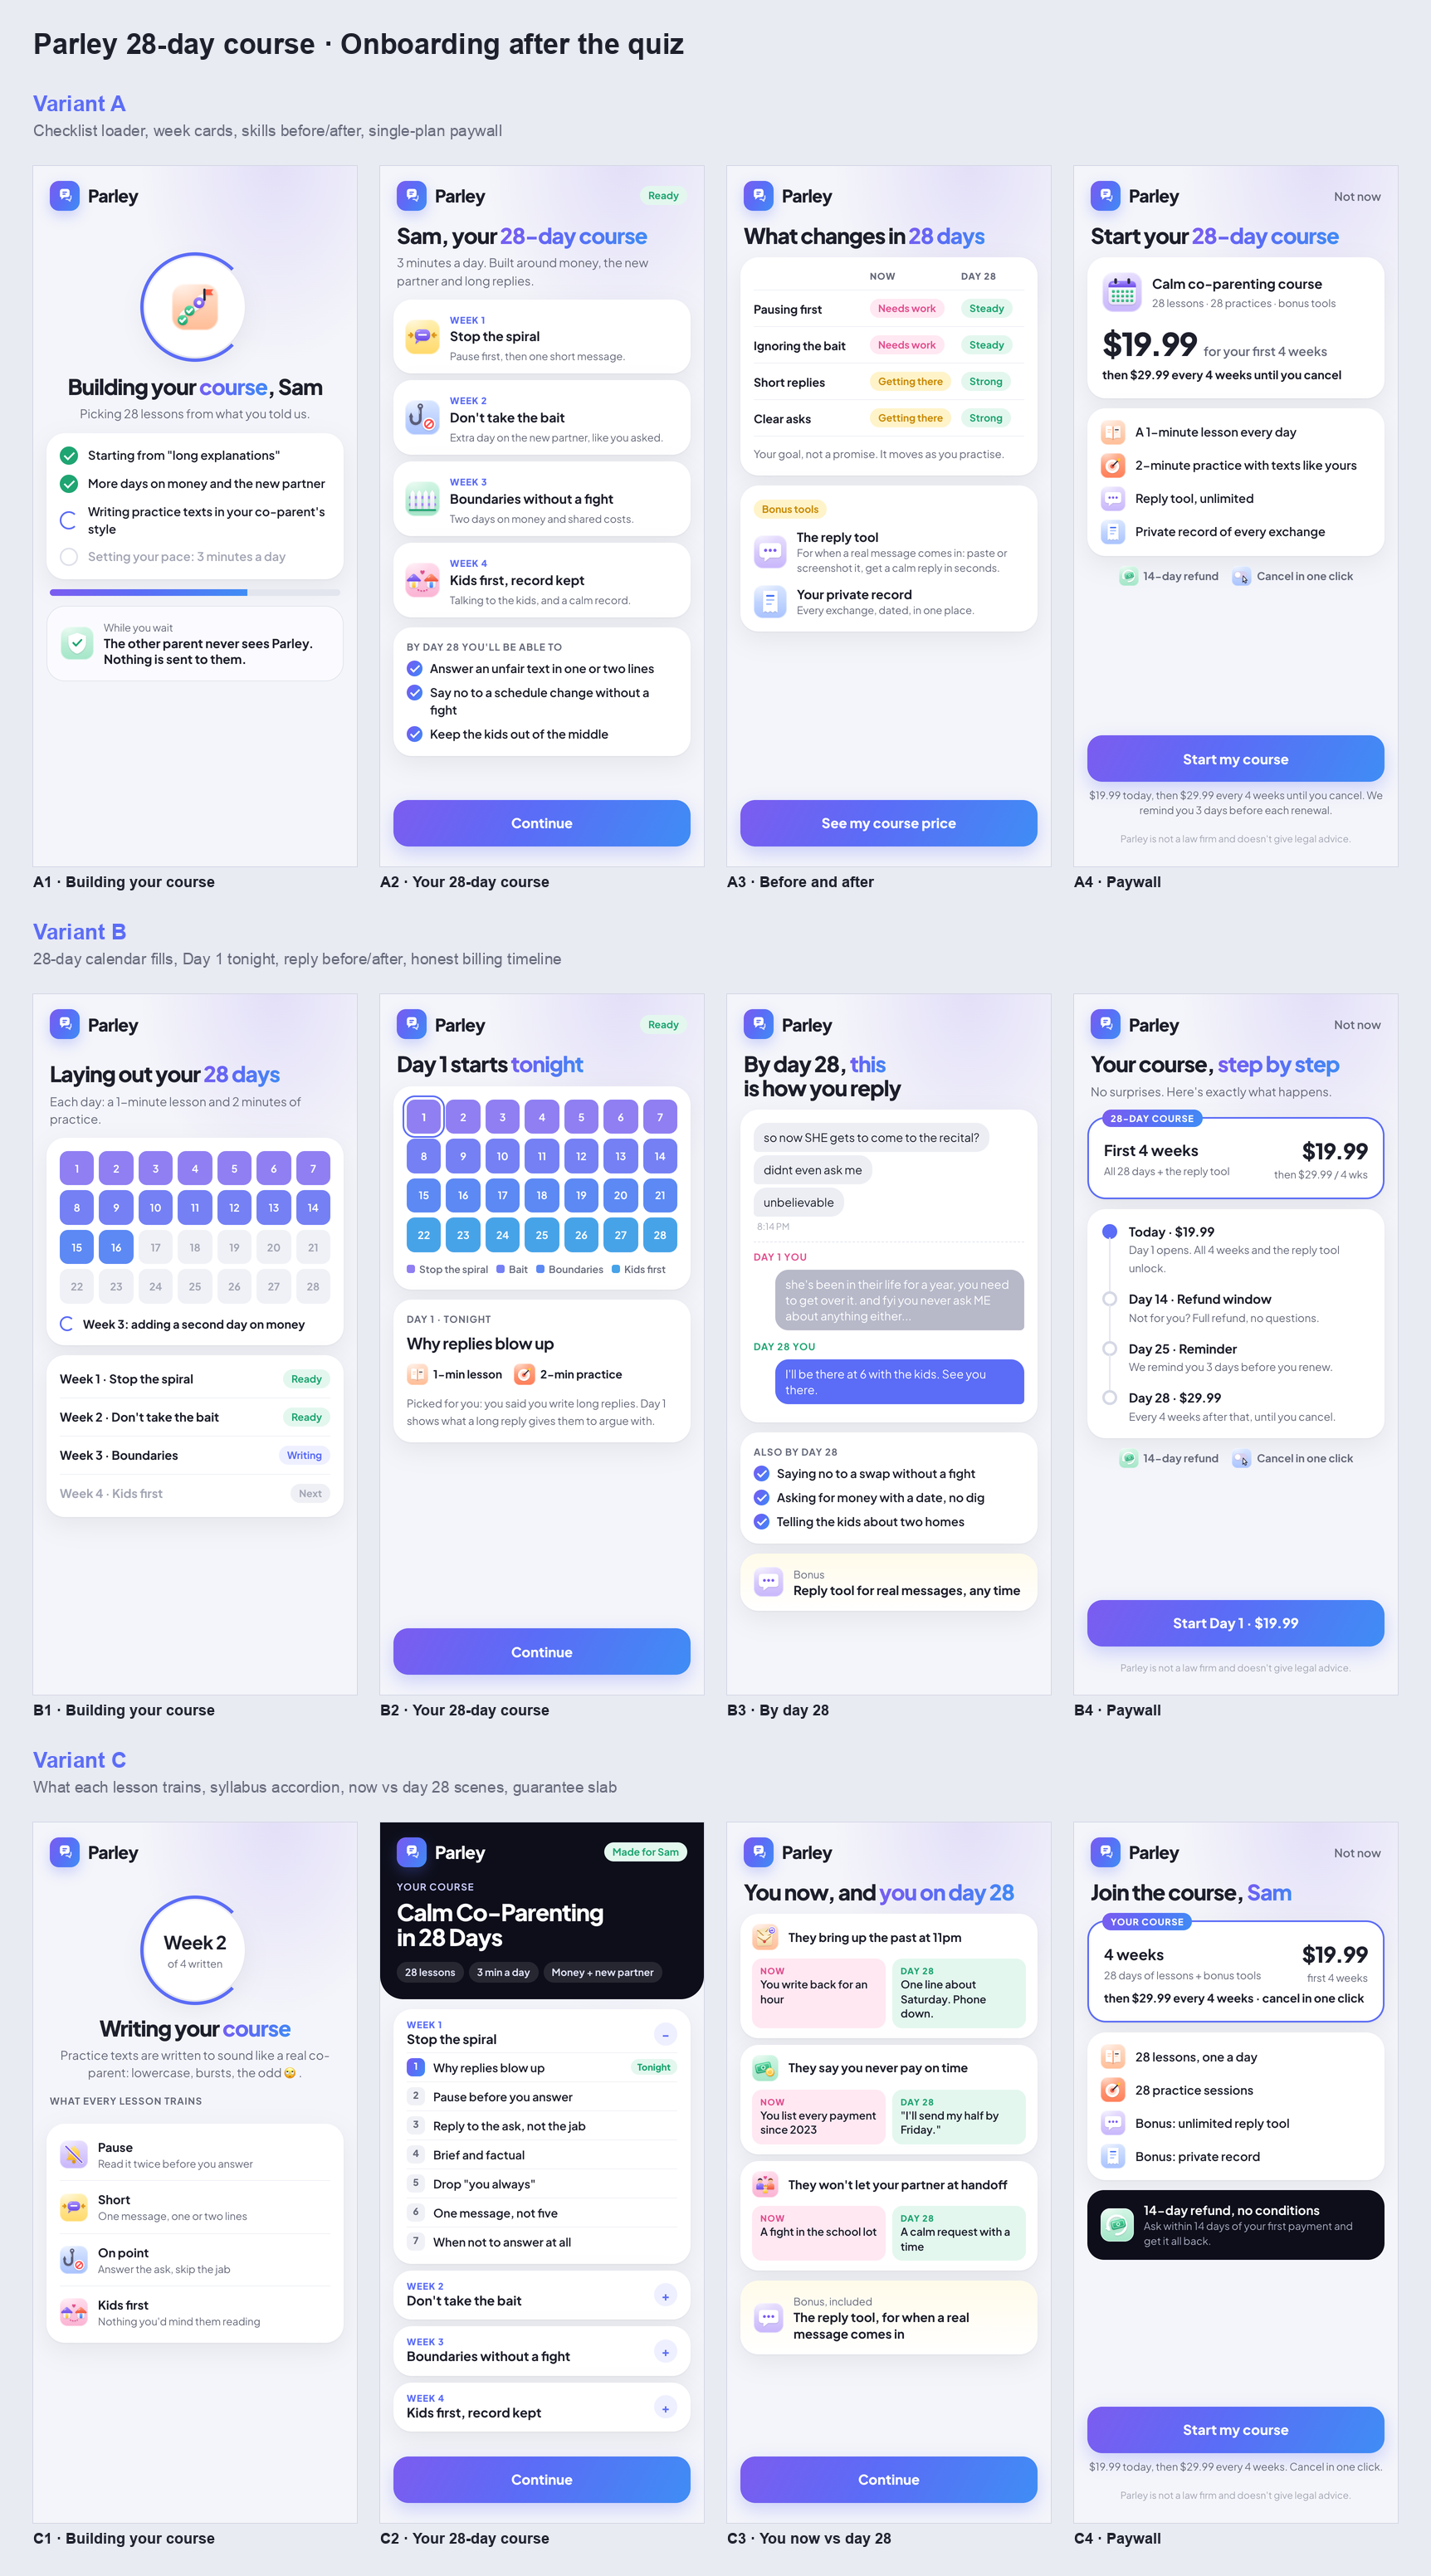 Parley 28-day course · Onboarding after the quiz
Variant A
Checklist loader, week cards, skills before/after, single-plan paywall
Parley
Building your course, Sam
Picking 28 lessons from what you told us.
Starting from "long explanations"
More days on money and the new partner
Writing practice texts in your co-parent's
style
Setting your pace: 3 minutes a day
While you wait
The other parent never sees Parley.
Nothing is sent to them.
A1 · Building your course
Parley
Ready
Sam, your 28-day course
3 minutes a day. Built around money, the new
partner and long replies.
WEEK 1
Stop the spiral
Pause first, then one short message.
WEEK 2
Don't take the bait
Extra day on the new partner, like you asked.
WEEK 3
Boundaries without a fight
Two days on money and shared costs.
WEEK 4
Kids first, record kept
Talking to the kids, and a calm record.
BY DAY 28 YOU'LL BE ABLE TO
Answer an unfair text in one or two lines
Say no to a schedule change without a
fight
Keep the kids out of the middle
Continue
A2 · Your 28-day course
Parley
What changes in 28 days
NOW DAY 28
Pausing first Needs work Steady
Ignoring the bait Needs work Steady
Short replies Getting there Strong
Clear asks Getting there Strong
Your goal, not a promise. It moves as you practise.
Bonus tools
The reply tool
For when a real message comes in: paste or
screenshot it, get a calm reply in seconds.
Your private record
Every exchange, dated, in one place.
See my course price
A3 · Before and after
Parley
Not now
Start your 28-day course
Calm co-parenting course
28 lessons · 28 practices · bonus tools
$19.99 for your first 4 weeks
then $29.99 every 4 weeks until you cancel
A 1-minute lesson every day
2-minute practice with texts like yours
Reply tool, unlimited
Private record of every exchange
14-day refund Cancel in one click
Start my course
$19.99 today, then $29.99 every 4 weeks until you cancel. We
remind you 3 days before each renewal.
Parley is not a law firm and doesn't give legal advice.
A4 · Paywall
Variant B
28-day calendar fills, Day 1 tonight, reply before/after, honest billing timeline
Parley
Laying out your 28 days
Each day: a 1-minute lesson and 2 minutes of
practice.
1 2 3 4 5 6 7
8 9 10 11 12 13 14
15 16 17 18 19 20 21
22 23 24 25 26 27 28
Week 3: adding a second day on money
Week 1 · Stop the spiral Ready
Week 2 · Don't take the bait Ready
Week 3 · Boundaries Writing
Week 4 · Kids first Next
B1 · Building your course
Parley
Ready
Day 1 starts tonight
1 2 3 4 5 6 7
8 9 10 11 12 13 14
15 16 17 18 19 20 21
22 23 24 25 26 27 28
Stop the spiral Bait Boundaries Kids first
DAY 1 · TONIGHT
Why replies blow up
1-min lesson 2-min practice
Picked for you: you said you write long replies. Day 1
shows what a long reply gives them to argue with.
Continue
B2 · Your 28-day course
Parley
By day 28, this
is how you reply
so now SHE gets to come to the recital?
didnt even ask me
unbelievable
8:14 PM
DAY 1 YOU
she's been in their life for a year, you need
to get over it. and fyi you never ask ME
about anything either...
DAY 28 YOU
I'll be there at 6 with the kids. See you
there.
ALSO BY DAY 28
Saying no to a swap without a fight
Asking for money with a date, no dig
Telling the kids about two homes
Bonus
Reply tool for real messages, any time
B3 · By day 28
Parley
Not now
Your course, step by step
No surprises. Here's exactly what happens.
28-DAY COURSE
First 4 weeks $19.99
All 28 days + the reply tool then $29.99 / 4 wks
Today · $19.99
Day 1 opens. All 4 weeks and the reply tool
unlock.
Day 14 · Refund window
Not for you? Full refund, no questions.
Day 25 · Reminder
We remind you 3 days before you renew.
Day 28 · $29.99
Every 4 weeks after that, until you cancel.
14-day refund Cancel in one click
Start Day 1 · $19.99
Parley is not a law firm and doesn't give legal advice.
B4 · Paywall
Variant C
What each lesson trains, syllabus accordion, now vs day 28 scenes, guarantee slab
Parley
Week 2
of 4 written
Writing your course
Practice texts are written to sound like a real co-
parent: lowercase, bursts, the odd 🙄 .
WHAT EVERY LESSON TRAINS
Pause
Read it twice before you answer
Short
One message, one or two lines
On point
Answer the ask, skip the jab
Kids first
Nothing you'd mind them reading
C1 · Building your course
Parley
Made for Sam
YOUR COURSE
Calm Co-Parenting
in 28 Days
28 lessons 3 min a day Money + new partner
WEEK 1
Stop the spiral
1 Why replies blow up Tonight
2 Pause before you answer
3 Reply to the ask, not the jab
4 Brief and factual
5 Drop "you always"
6 One message, not five
7 When not to answer at all
WEEK 2
Don't take the bait
WEEK 3
Boundaries without a fight
WEEK 4
Kids first, record kept
Continue
C2 · Your 28-day course
Parley
You now, and you on day 28
They bring up the past at 11pm
NOW
You write back for an
hour
DAY 28
One line about
Saturday. Phone
down.
They say you never pay on time
NOW
You list every payment
since 2023
DAY 28
"I'll send my half by
Friday."
They won't let your partner at handoff
NOW
A fight in the school lot
DAY 28
A calm request with a
time
Bonus, included
The reply tool, for when a real
message comes in
Continue
C3 · You now vs day 28
Parley
Not now
Join the course, Sam
YOUR COURSE
4 weeks $19.99
28 days of lessons + bonus tools first 4 weeks
then $29.99 every 4 weeks · cancel in one click
28 lessons, one a day
28 practice sessions
Bonus: unlimited reply tool
Bonus: private record
14-day refund, no conditions
Ask within 14 days of your first payment and
get it all back.
Start my course
$19.99 today, then $29.99 every 4 weeks. Cancel in one click.
Parley is not a law firm and doesn't give legal advice.
C4 · Paywall